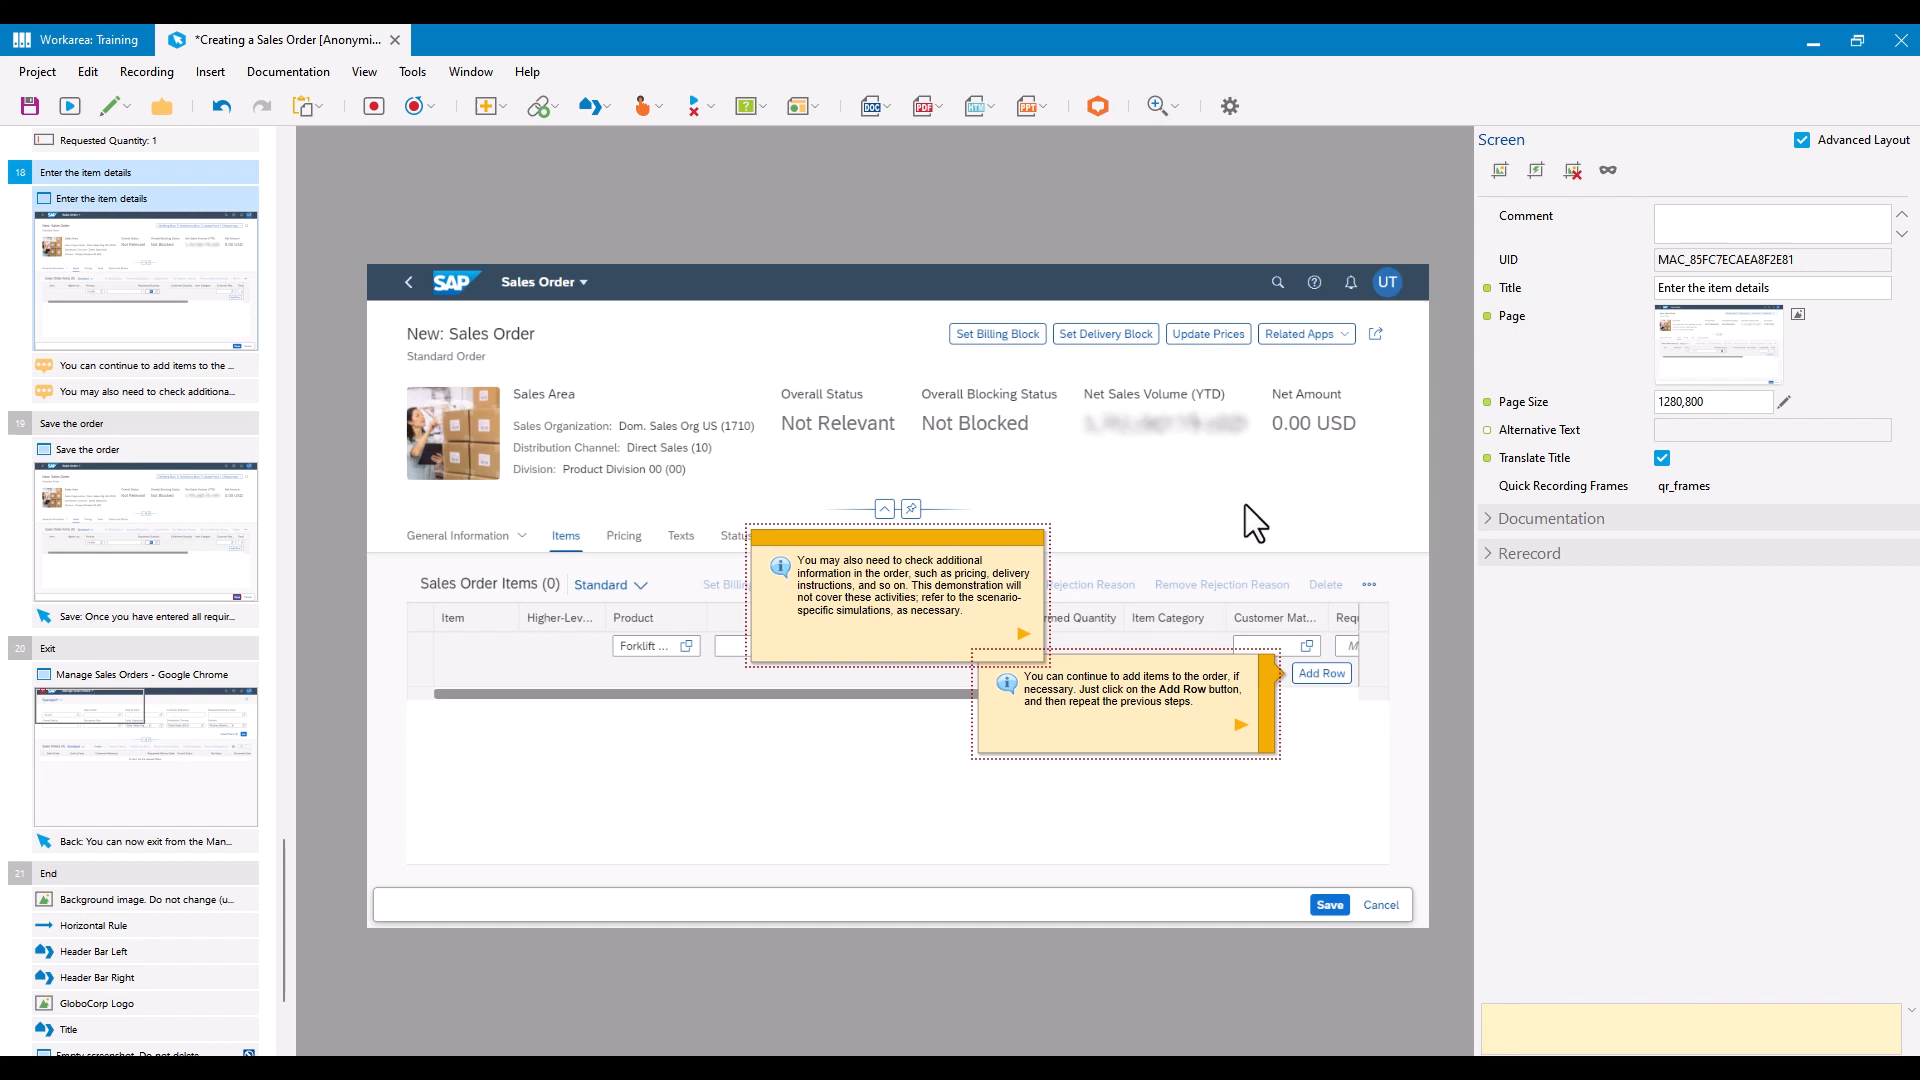 Workarea: Training
*Creating a Sales Order [Anonymi...
Project Edit Recording Insert Documentation View Tools Window Help
DOC PDF HTM PPT
Requested Quantity: 1
18 Enter the item details
Enter the item details
You can continue to add items to the ...
You may also need to check additiona...
19 Save the order
Save the order
Save: Once you have entered all requir...
20 Exit
Manage Sales Orders - Google Chrome
Back: You can now exit from the Man...
21 End
Background image. Do not change (u...
Horizontal Rule
Header Bar Left
Header Bar Right
GloboCorp Logo
Title
Empty screenshot. Do not delete
SAP Sales Order UT
New: Sales Order
Standard Order
Set Billing Block Set Delivery Block Update Prices Related Apps
Sales Area
Sales Organization: Dom. Sales Org US (1710)
Distribution Channel: Direct Sales (10)
Division: Product Division 00 (00)
Overall Status
Not Relevant
Overall Blocking Status
Not Blocked
Net Sales Volume (YTD)
Net Amount
0.00 USD
General Information Items Pricing Texts Status
Sales Order Items (0) Standard Set Billin ejection Reason Remove Rejection Reason Delete
Item Higher-Lev... Product med Quantity Item Category Customer Mat... Requ
Forklift ... M
Add Row
You may also need to check additional
information in the order, such as pricing, delivery
instructions, and so on. This demonstration will
not cover these activities; refer to the scenario-
specific simulations, as necessary.
You can continue to add items to the order, if
necessary. Just click on the Add Row button,
and then repeat the previous steps.
Save Cancel
Screen
Advanced Layout
Comment
UID MAC_85FC7ECAEA8F2E81
Title Enter the item details
Page
Page Size 1280,800
Alternative Text
Translate Title
Quick Recording Frames qr_frames
Documentation
Rerecord